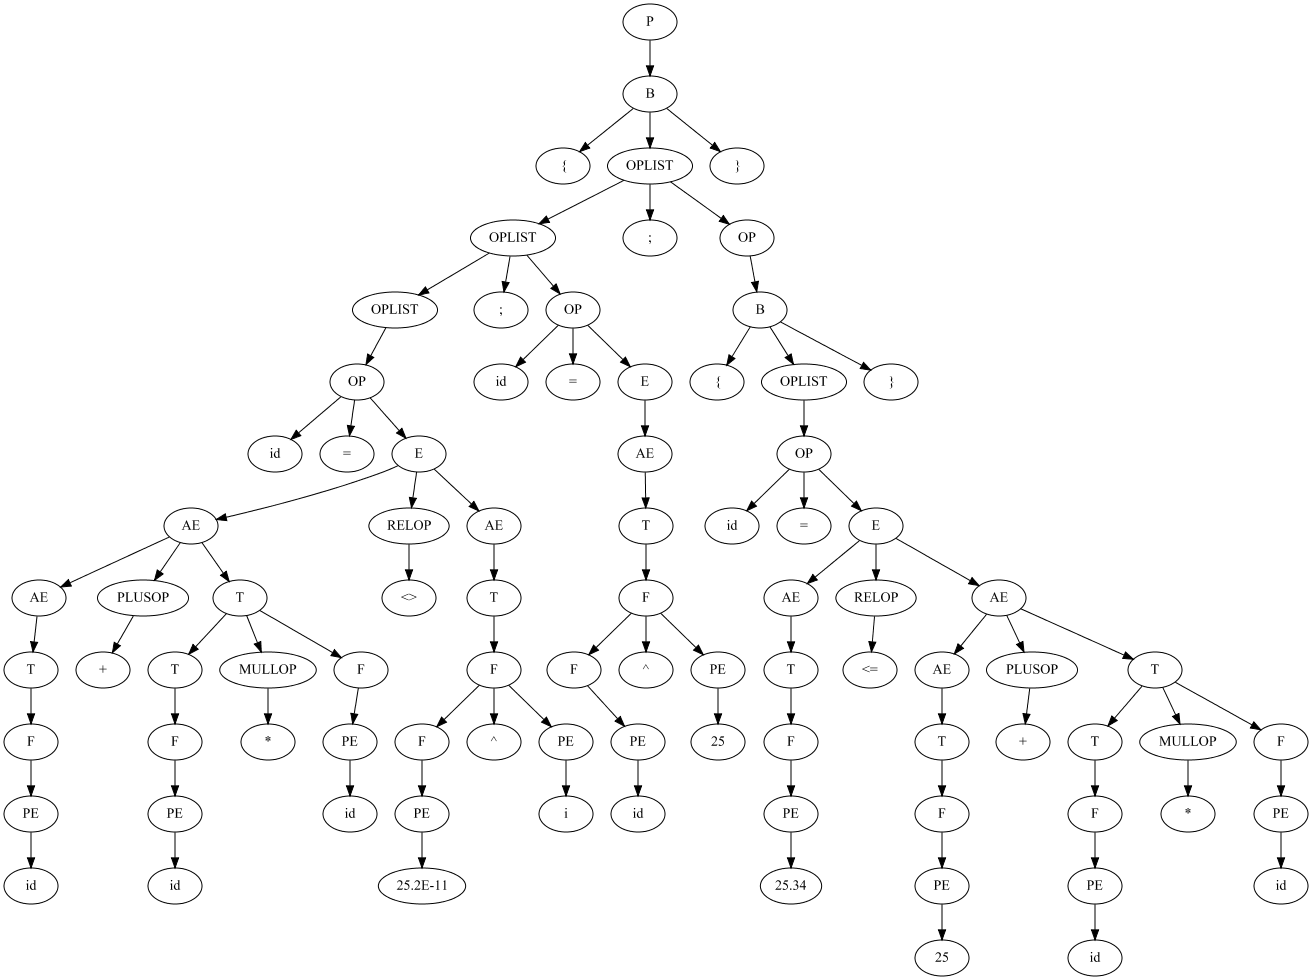 P
B
{ OPLIST }
OPLIST ; OP
OPLIST ; OP B
OP id = E { OPLIST }
id = E AE OP
AE RELOP AE T id = E
AE PLUSOP T <> T F AE RELOP AE
T + T MULLOP F F F ^ PE T <= AE PLUSOP T
F F * PE F ^ PE PE 25 F T + T MULLOP F
PE PE id PE i id PE F F * PE
id id 25.2E-11 25.34 PE PE id
25 id